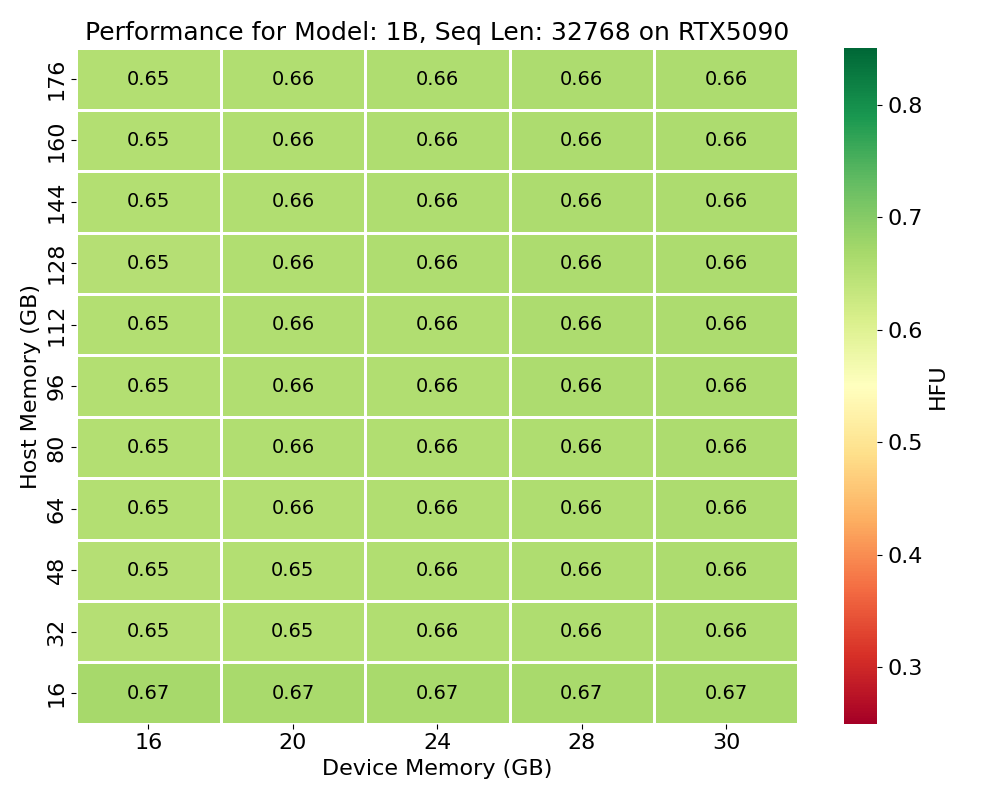 Performance for Model: 1B, Seq Len: 32768 on RTX5090
Host Memory (GB)
176 0.65 0.66 0.66 0.66 0.66
160 0.65 0.66 0.66 0.66 0.66
144 0.65 0.66 0.66 0.66 0.66
128 0.65 0.66 0.66 0.66 0.66
112 0.65 0.66 0.66 0.66 0.66
96 0.65 0.66 0.66 0.66 0.66
80 0.65 0.66 0.66 0.66 0.66
64 0.65 0.66 0.66 0.66 0.66
48 0.65 0.65 0.66 0.66 0.66
32 0.65 0.65 0.66 0.66 0.66
16 0.67 0.67 0.67 0.67 0.67
16 20 24 28 30
Device Memory (GB)
0.8
0.7
0.6
0.5
0.4
0.3
HFU